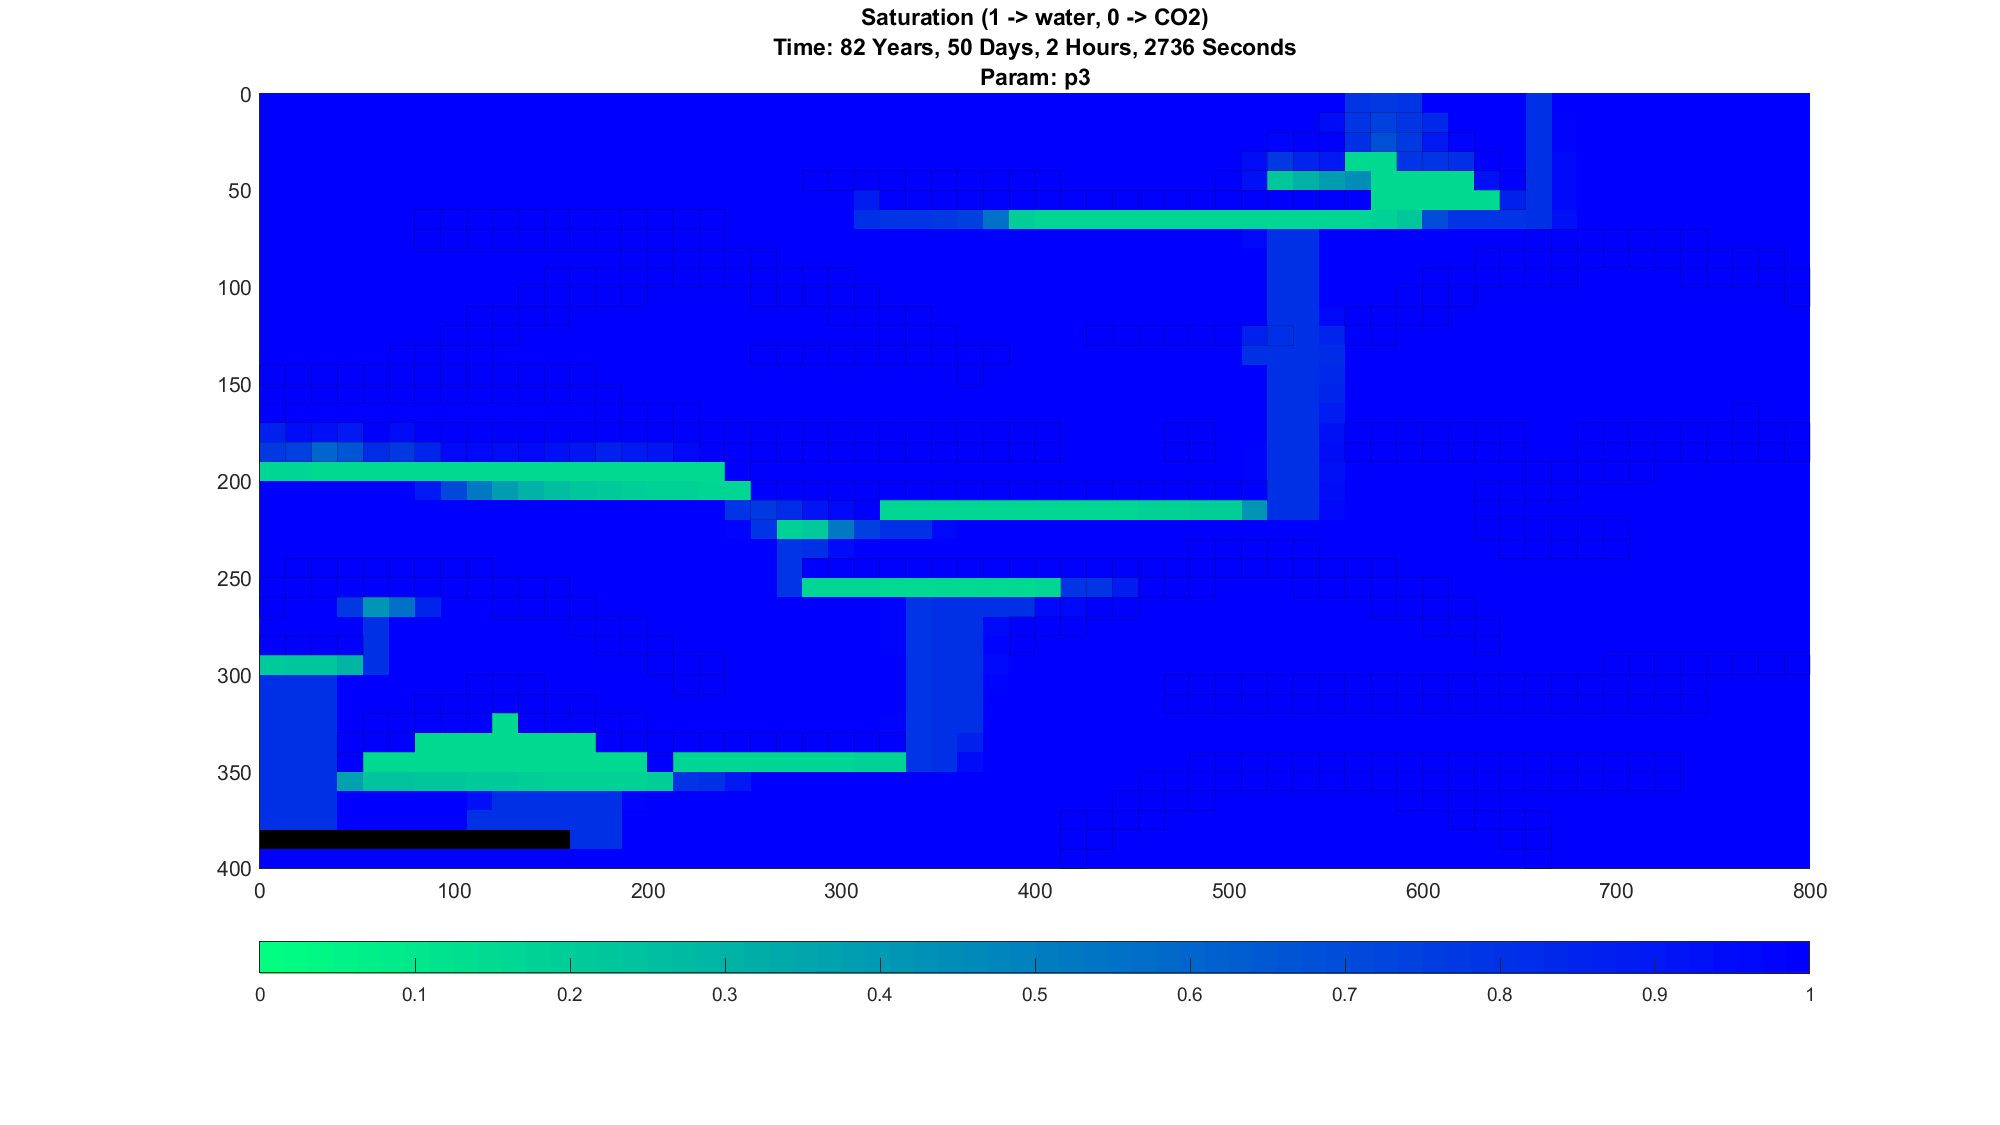 Saturation (1 -> water, 0 -> CO2)
Time: 82 Years, 50 Days, 2 Hours, 2736 Seconds
Param: p3
0
50
100
150
200
250
300
350
400
0 100 200 300 400 500 600 700 800
0 0.1 0.2 0.3 0.4 0.5 0.6 0.7 0.8 0.9 1